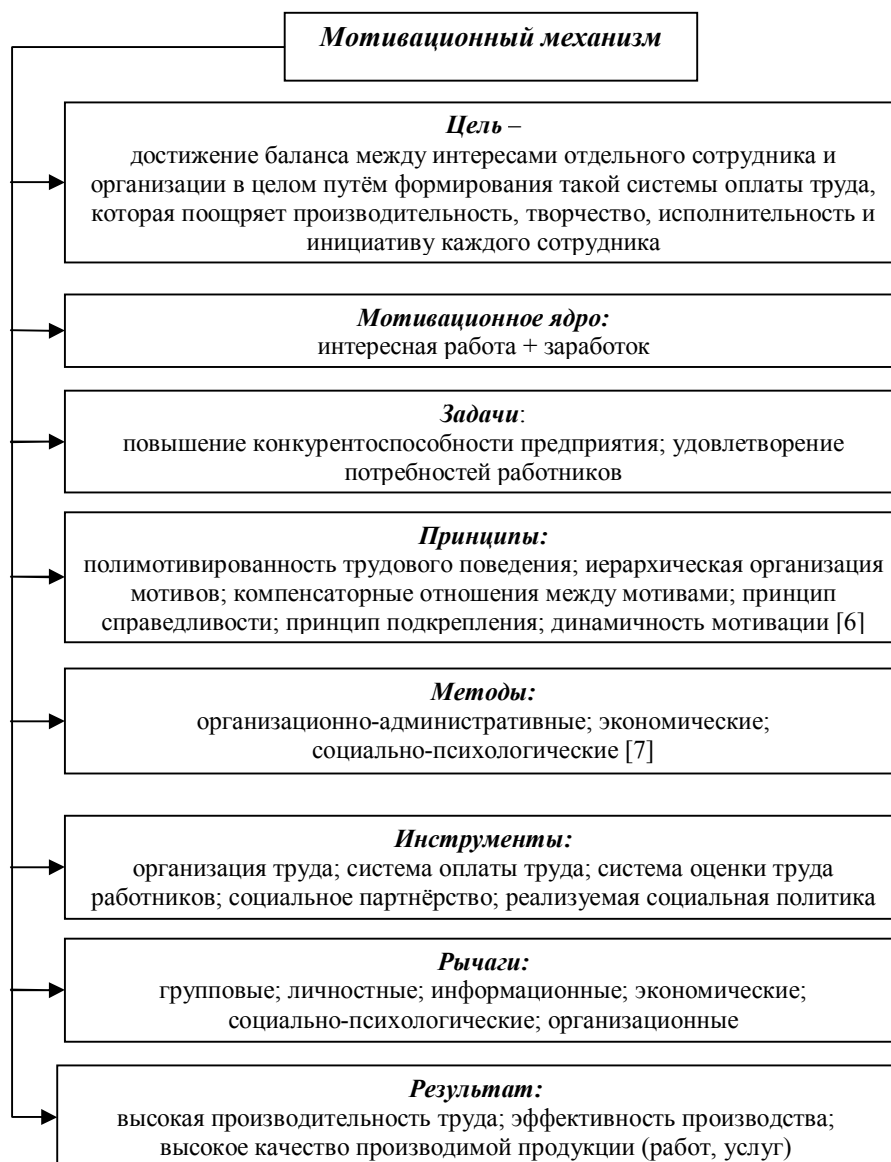 Мотивационный механизм
Цель –
достижение баланса между интересами отдельного сотрудника и
организации в целом путём формирования такой системы оплаты труда,
которая поощряет производительность, творчество, исполнительность и
инициативу каждого сотрудника
Мотивационное ядро:
интересная работа + заработок
Задачи:
повышение конкурентоспособности предприятия; удовлетворение
потребностей работников
Принципы:
полимотивированность трудового поведения; иерархическая организация
мотивов; компенсаторные отношения между мотивами; принцип
справедливости; принцип подкрепления; динамичность мотивации [6]
Методы:
организационно-административные; экономические;
социально-психологические [7]
Инструменты:
организация труда; система оплаты труда; система оценки труда
работников; социальное партнёрство; реализуемая социальная политика
Рычаги:
групповые; личностные; информационные; экономические;
социально-психологические; организационные
Результат:
высокая производительность труда; эффективность производства;
высокое качество производимой продукции (работ, услуг)